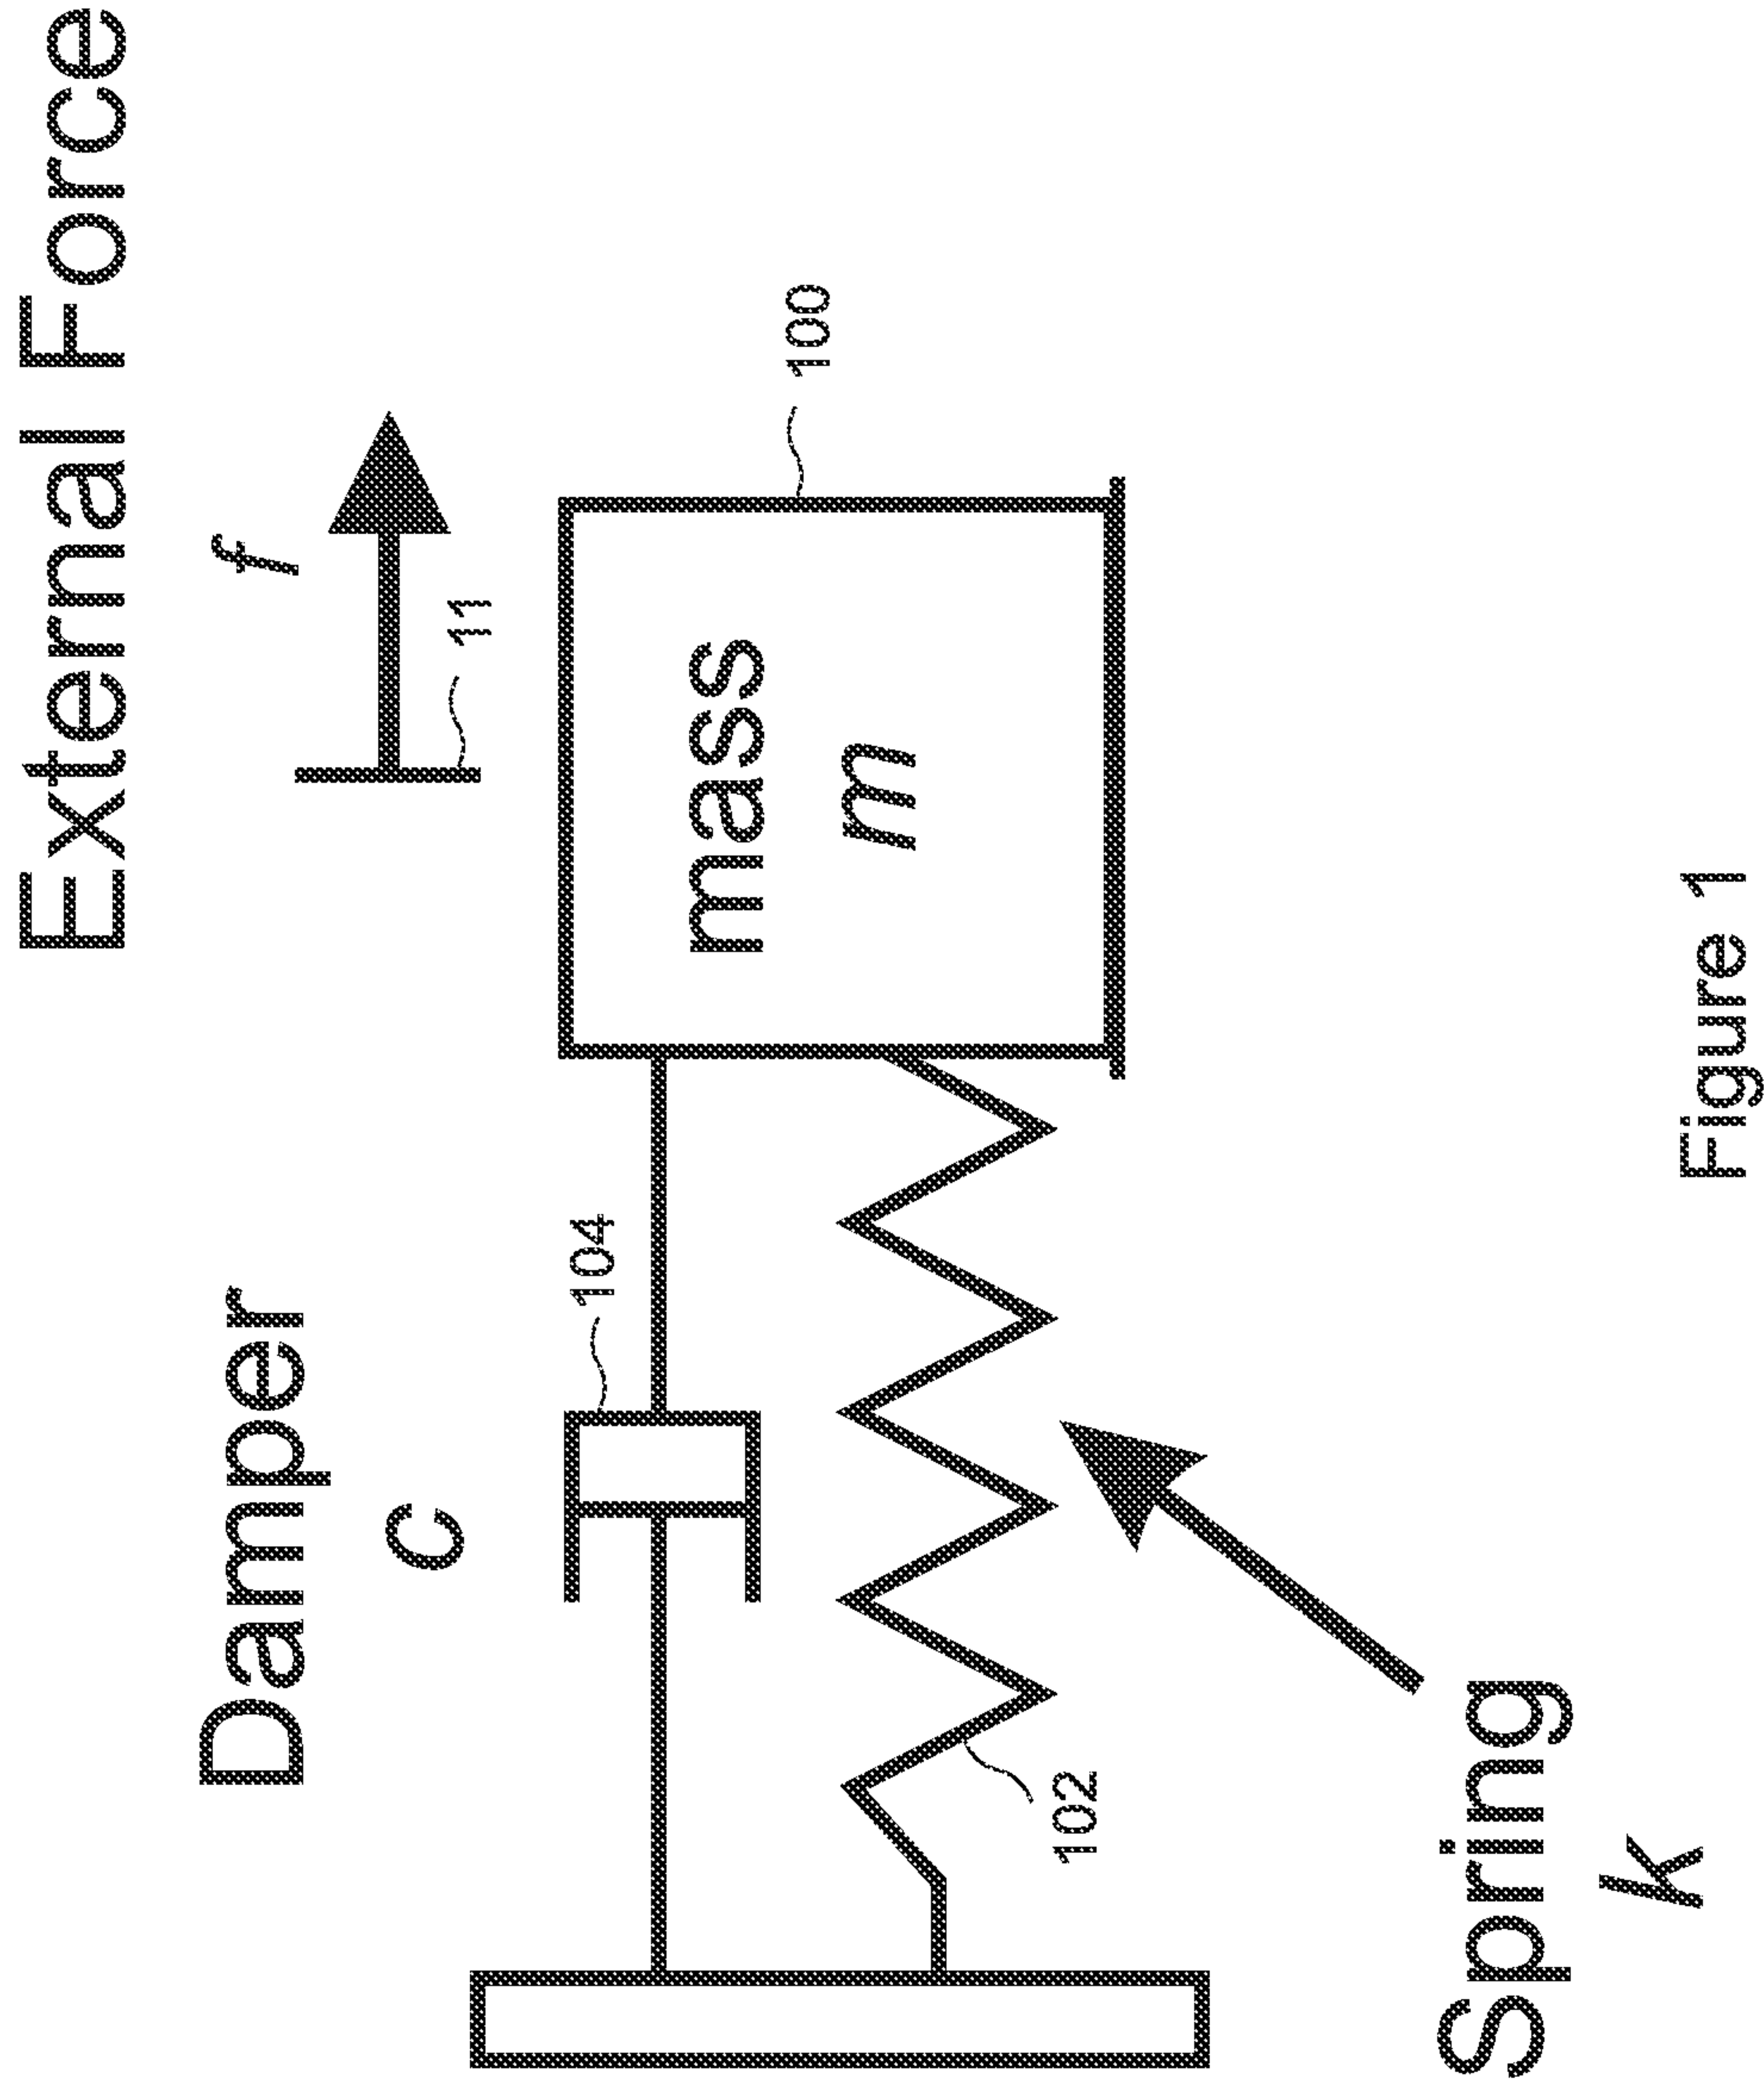 External Force
f
11
Damper
c
104
100
mass
m
102
Spring
k
Figure 1